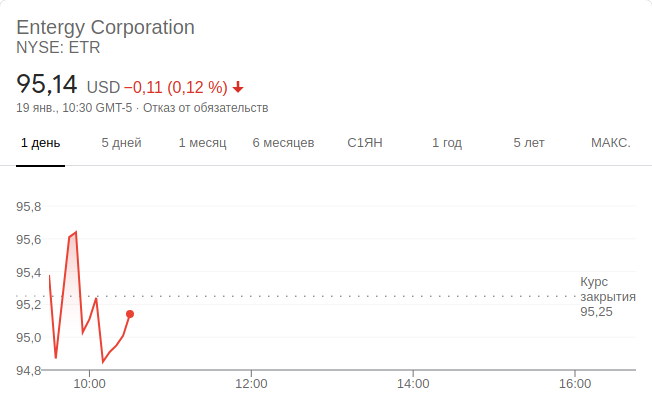 Entergy Corporation
NYSE: ETR
95,14 USD −0,11 (0,12 %)
19 янв., 10:30 GMT-5 · Отказ от обязательств
1 день 5 дней 1 месяц 6 месяцев С1ЯН 1 год 5 лет МАКС.
95,8
95,6
95,4
95,2
95,0
94,8
Курс
закрытия
95,25
10:00 12:00 14:00 16:00